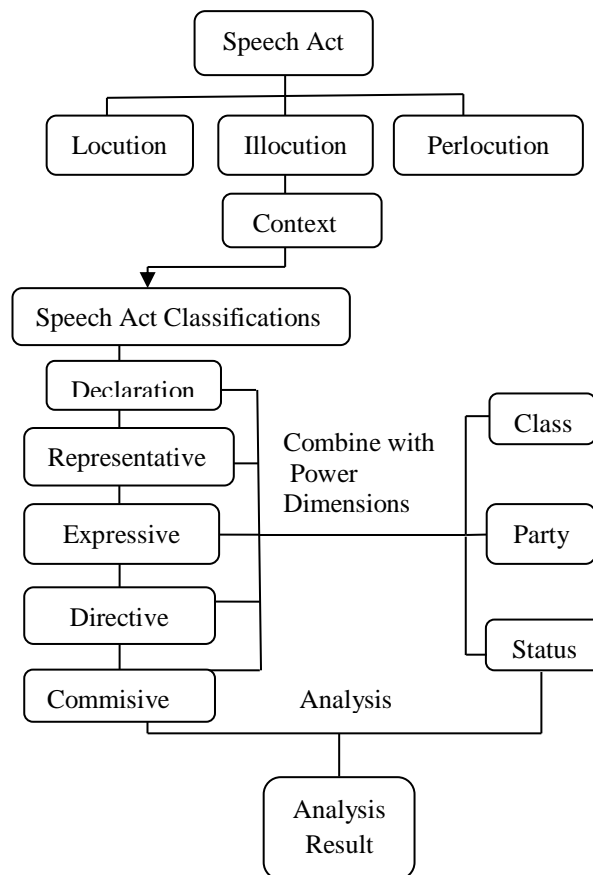 Speech Act
Locution
Illocution
Perlocution
Context
Speech Act Classifications
Declaration
Representative
Expressive
Directive
Commisive
Combine with
Power
Dimensions
Class
Party
Status
Analysis
Analysis
Result